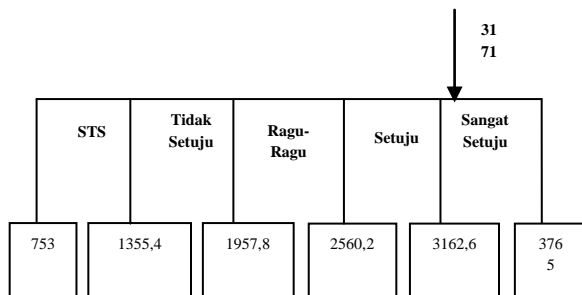 31
71
STS
Tidak
Setuju
Ragu-
Ragu
Setuju
Sangat
Setuju
753
1355,4
1957,8
2560,2
3162,6
376
5